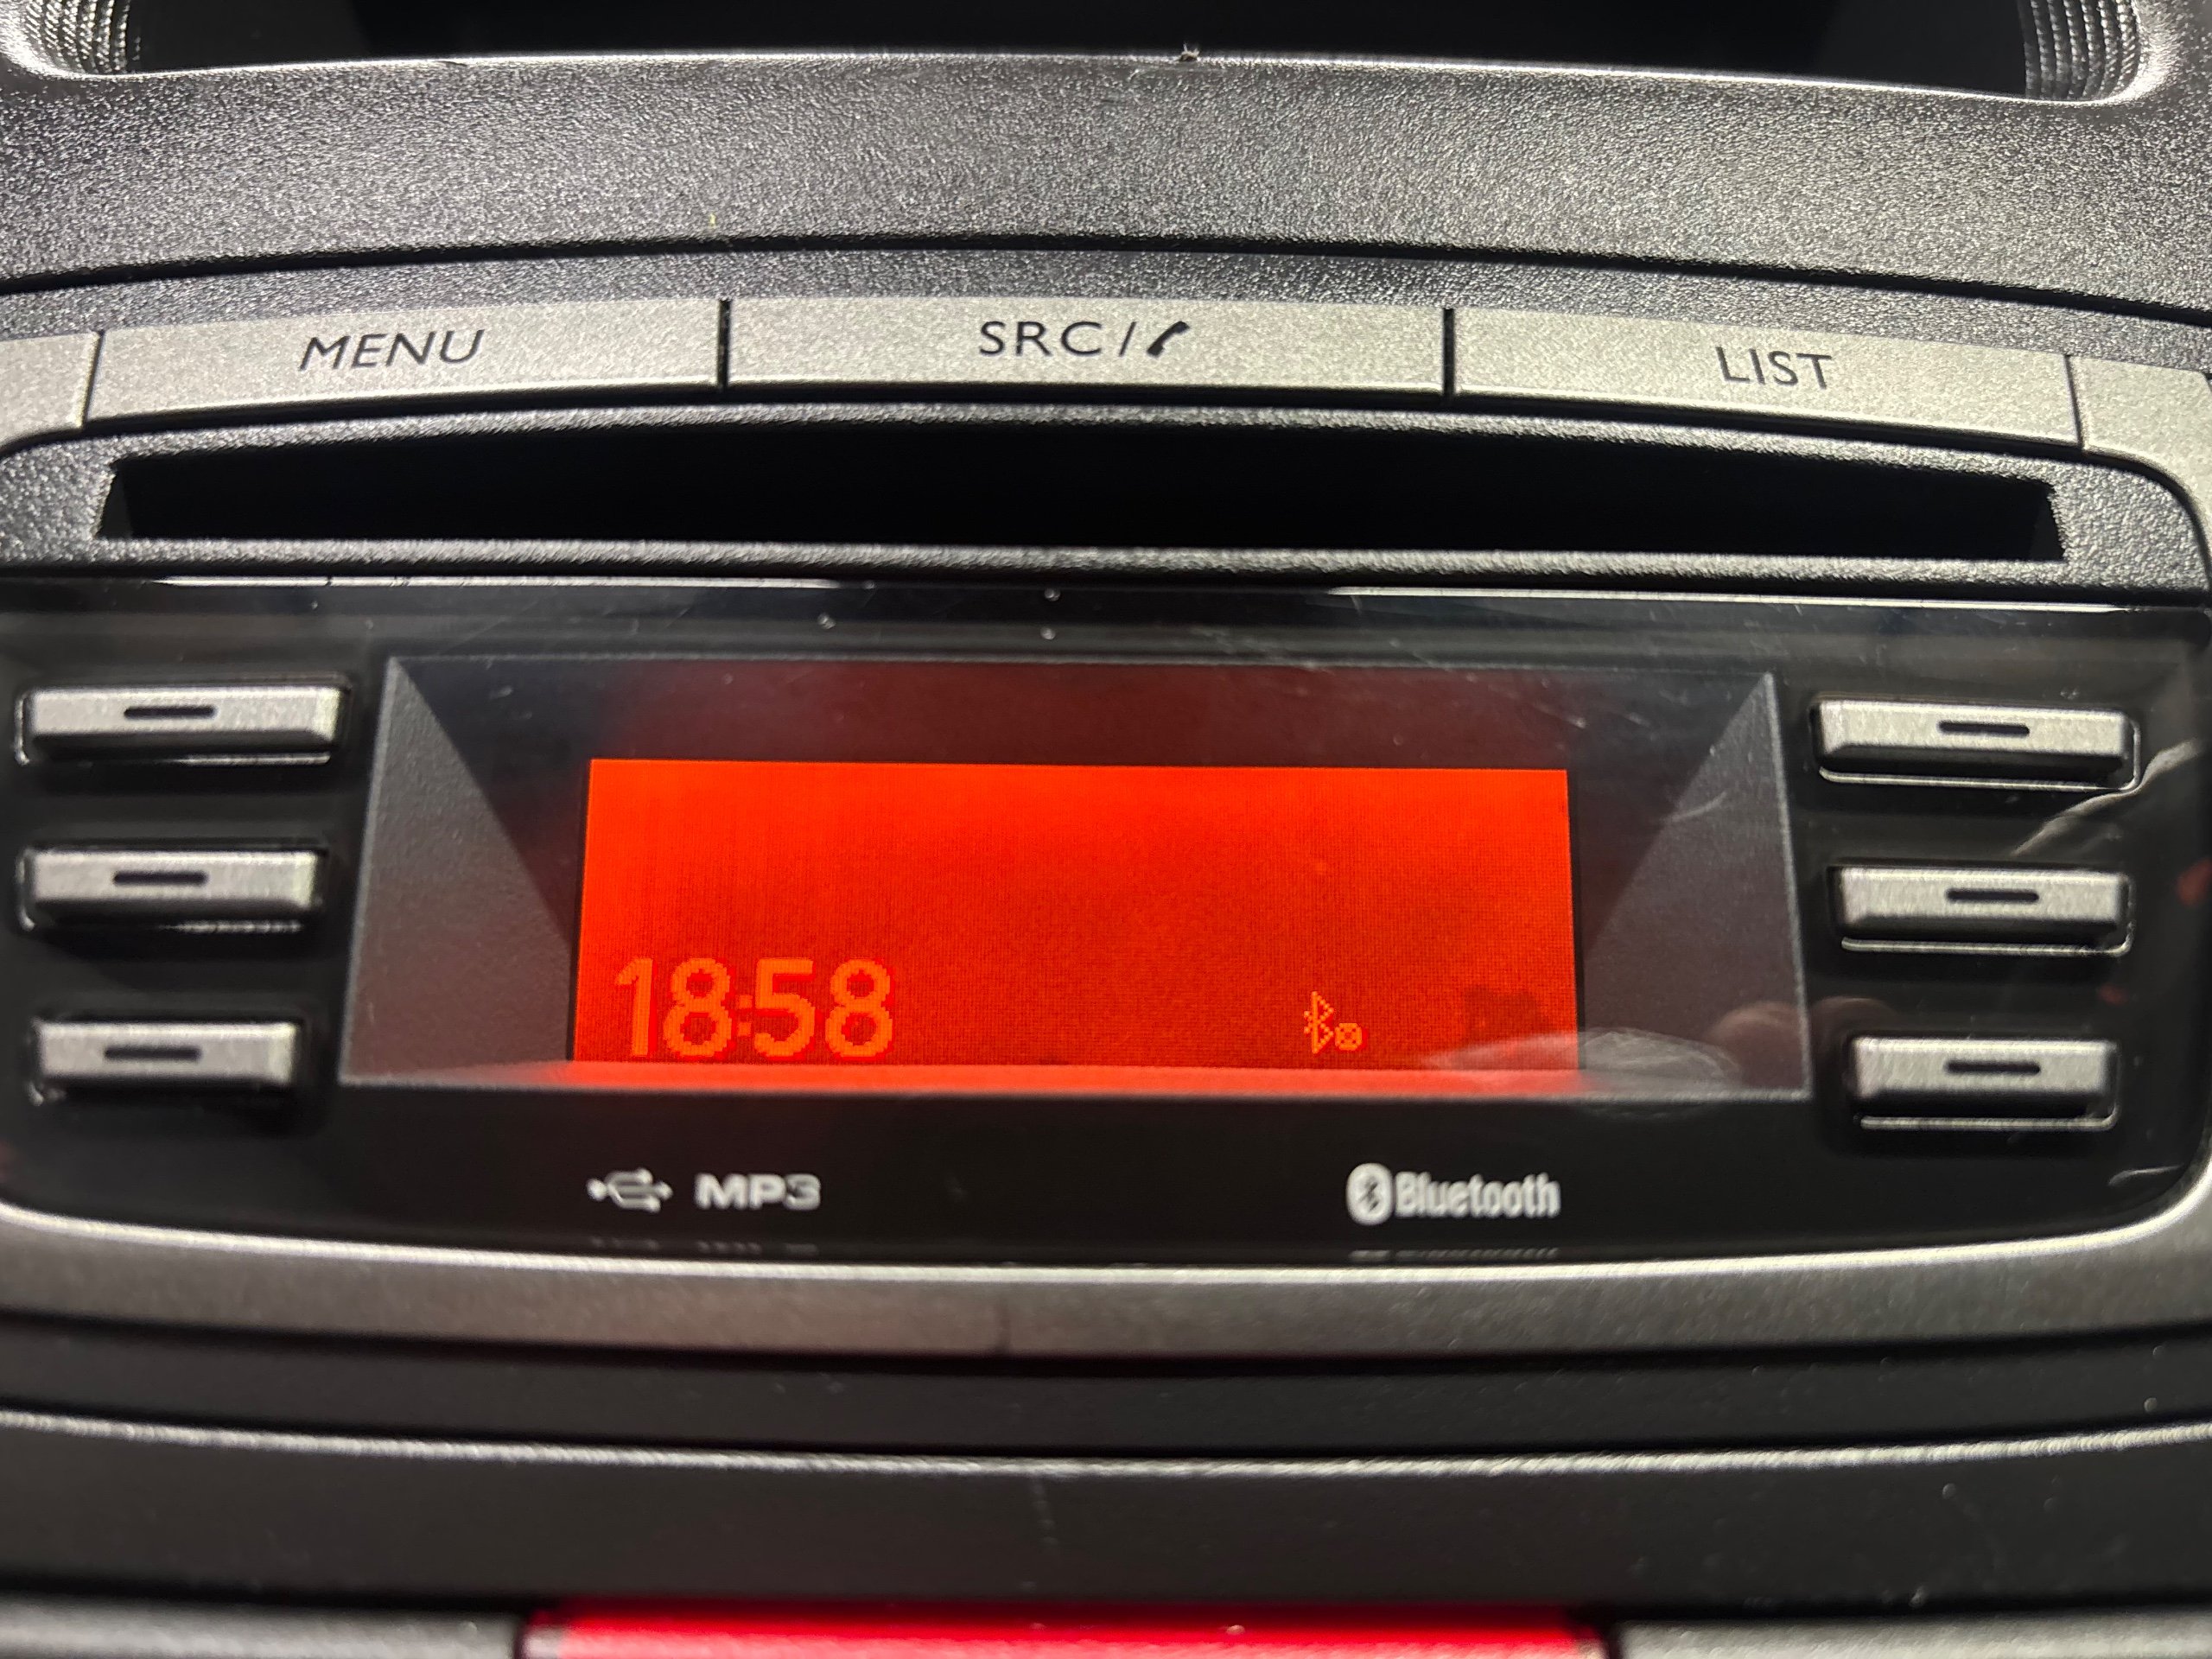 MENU
SRC/
LIST
18:58
MP3
Bluetooth